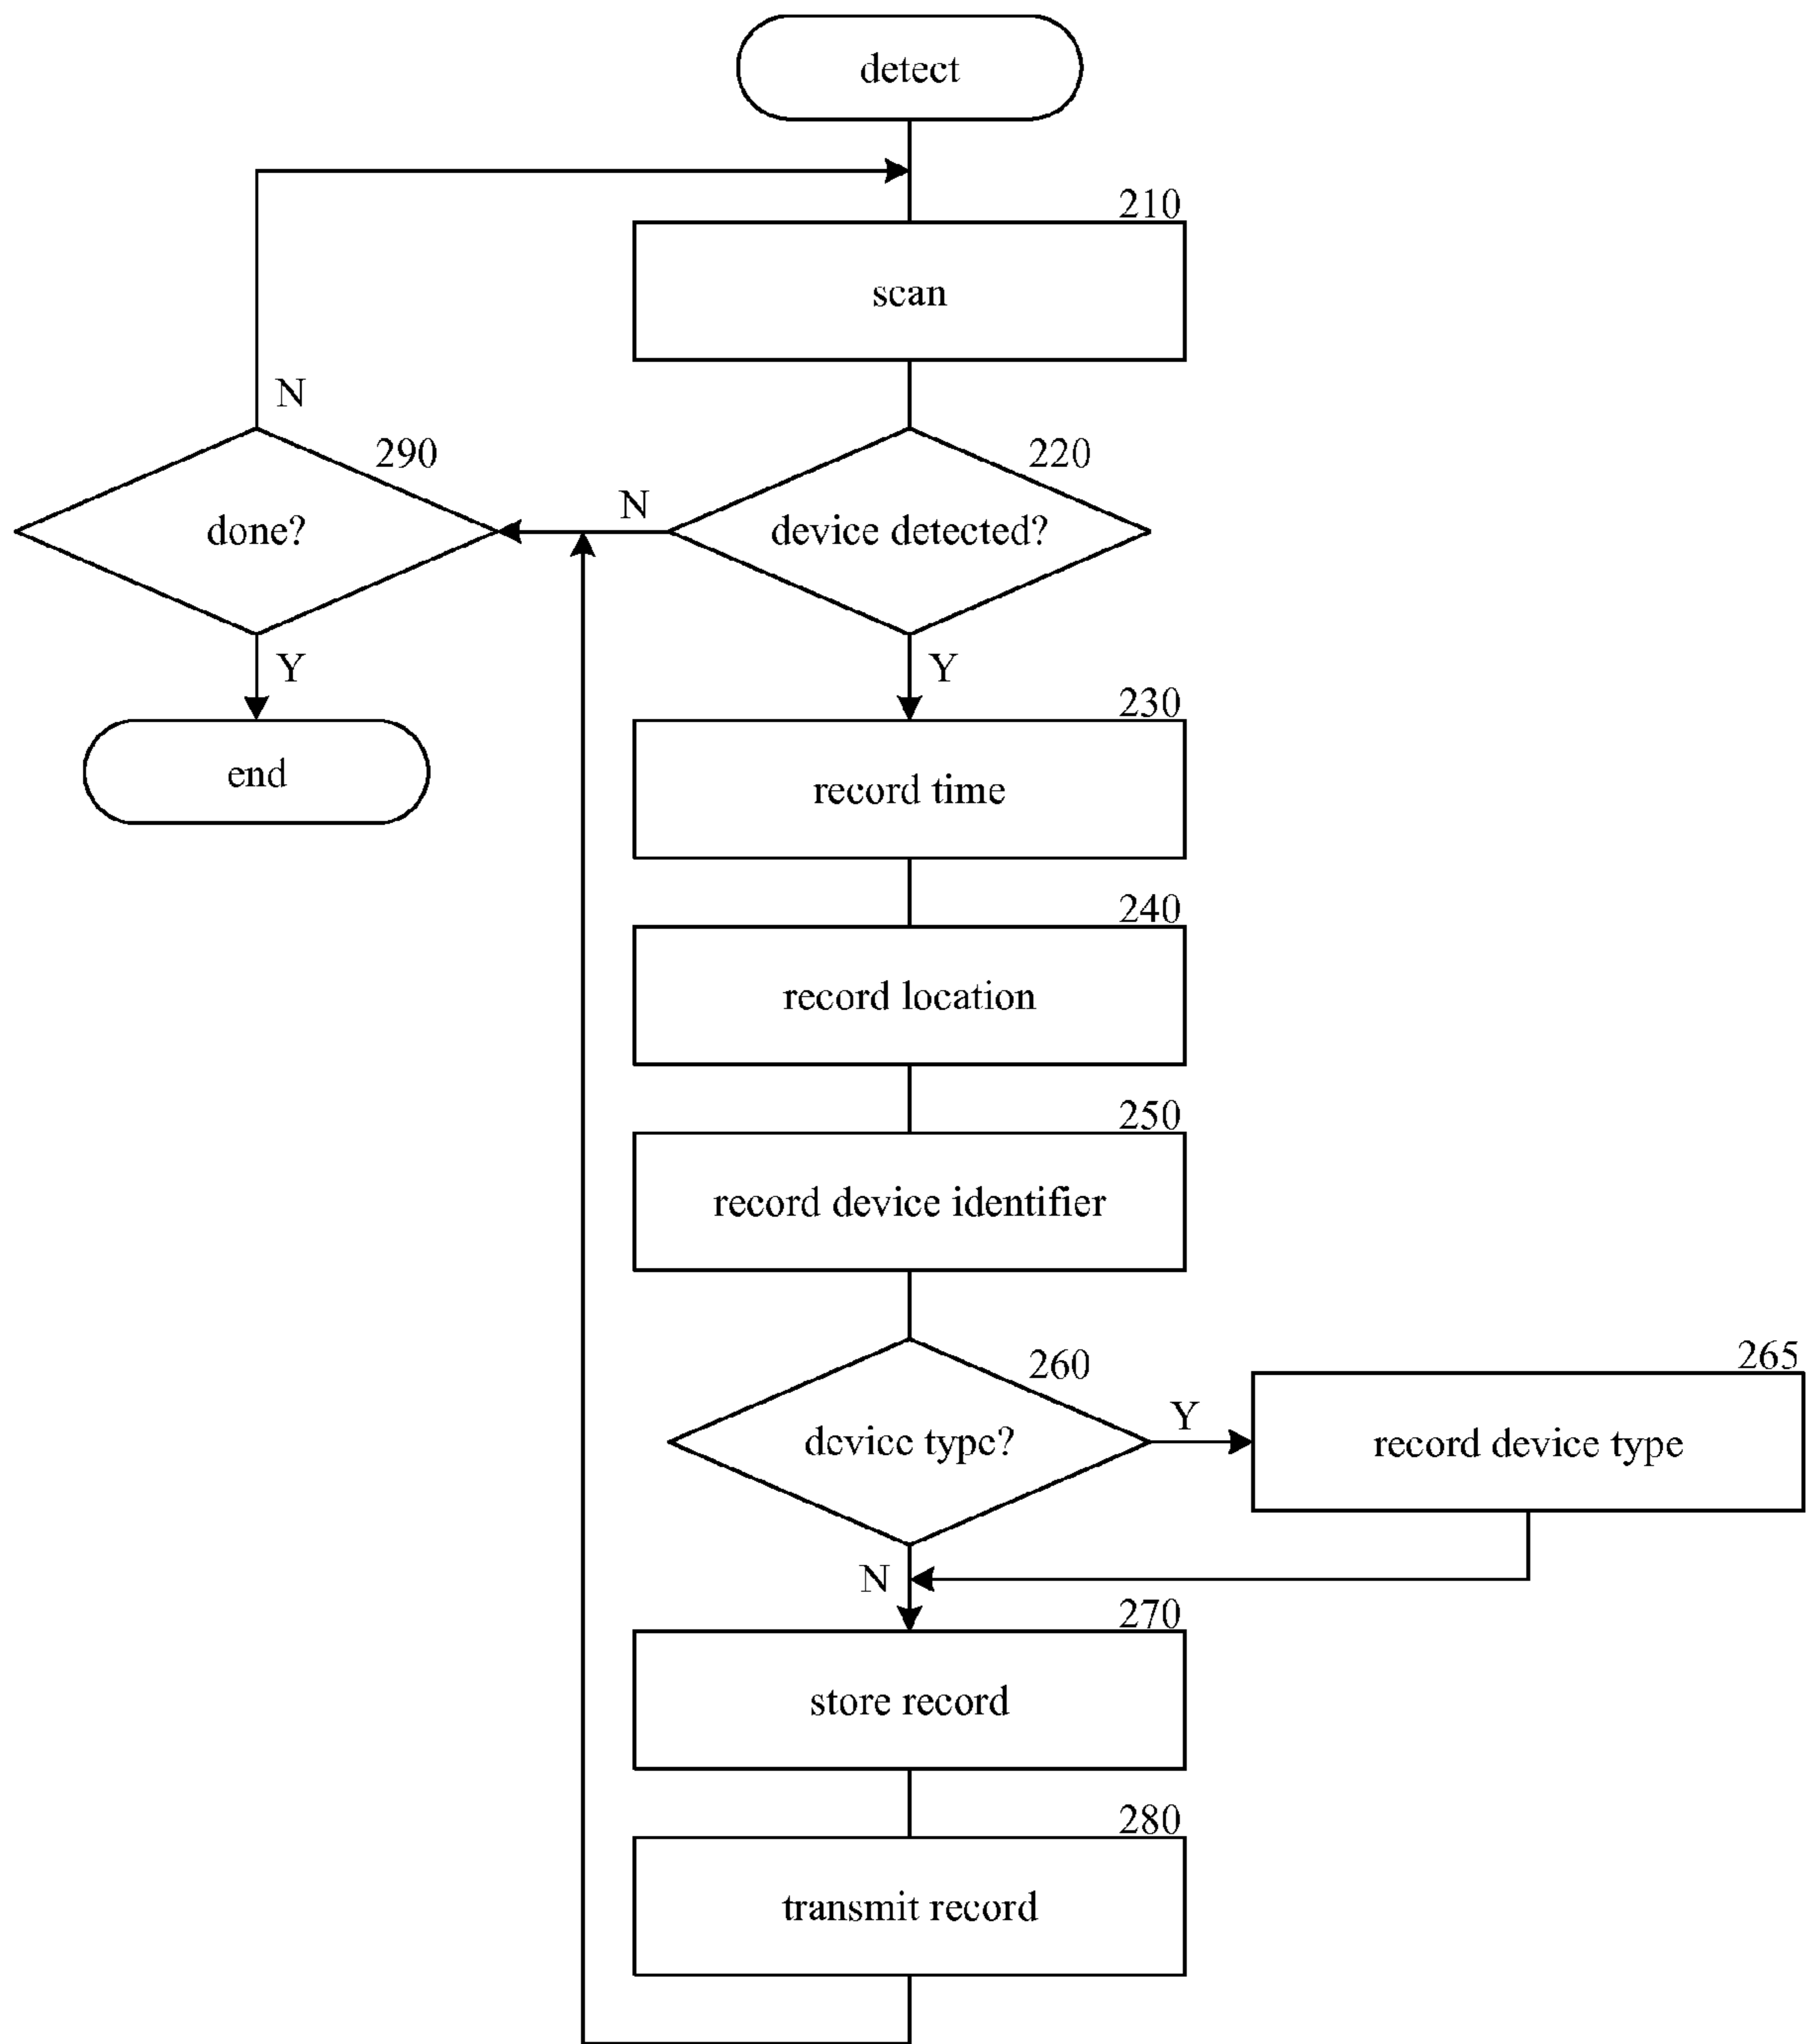 detect
210
scan
N
290
done?
N
220
device detected?
Y
end
Y
230
record time
240
record location
250
record device identifier
260
device type?
Y
265
record device type
N
270
store record
280
transmit record